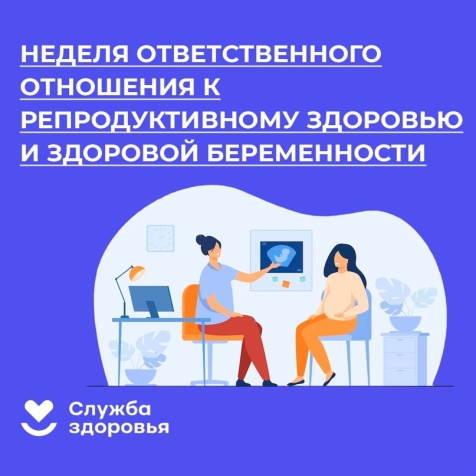 НЕДЕЛЯ ОТВЕТСТВЕННОГО
ОТНОШЕНИЯ К
РЕПРОДУКТИВНОМУ ЗДОРОВЬЮ
И ЗДОРОВОЙ БЕРЕМЕННОСТИ
Служба
здоровья